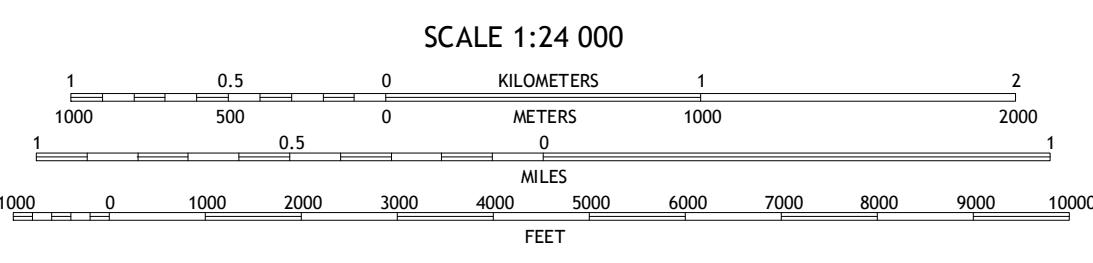 SCALE 1:24 000
1 0.5 0 KILOMETERS 1 2
1000 500 0 METERS 1000 2000
1 0.5 0 1
MILES
1000 0 1000 2000 3000 4000 5000 6000 7000 8000 9000 10000
FEET